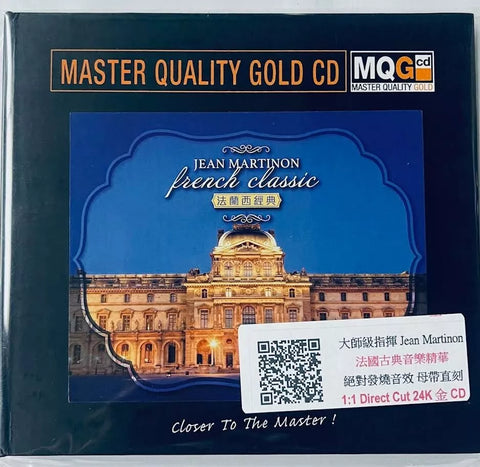 MASTER QUALITY GOLD CD
MQGcd
MASTER QUALITY GOLD
JEAN MARTINON
french classic
法蘭西經典
大師級指揮 Jean Martinon
法國古典音樂精華
絕對發燒音效 母帶直刻
1:1 Direct Cut 24K 金 CD
Closer To The Master !